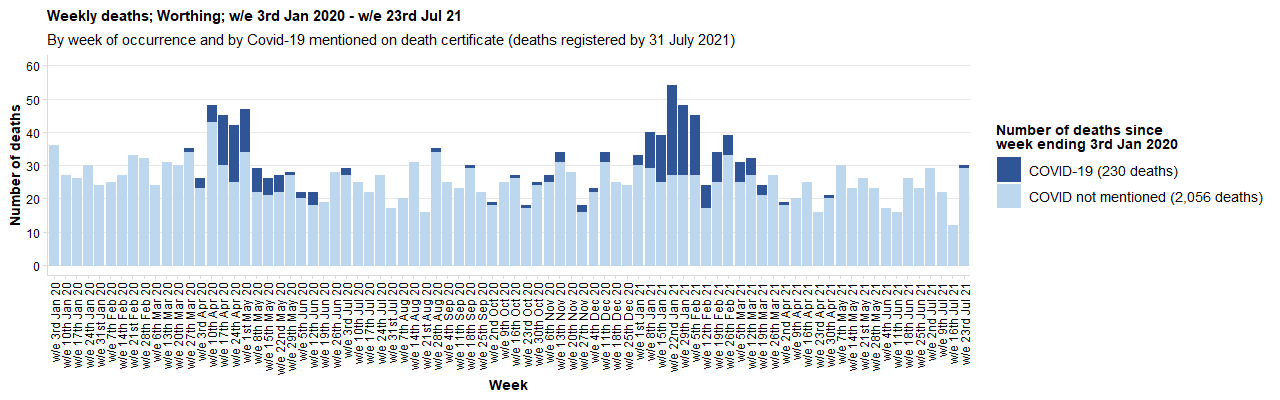 Weekly deaths; Worthing; w/e 3rd Jan 2020 - w/e 23rd Jul 21
By week of occurrence and by Covid-19 mentioned on death certificate (deaths registered by 31 July 2021)
Number of deaths
60
50
40
30
20
10
0
w/e 3rd Jan 20
w/e 10th Jan 20
w/e 17th Jan 20
w/e 24th Jan 20
w/e 31st Jan 20
w/e 7th Feb 20
w/e 14th Feb 20
w/e 21st Feb 20
w/e 28th Feb 20
w/e 6th Mar 20
w/e 13th Mar 20
w/e 20th Mar 20
w/e 27th Mar 20
w/e 3rd Apr 20
w/e 10th Apr 20
w/e 17th Apr 20
w/e 24th Apr 20
w/e 1st May 20
w/e 8th May 20
w/e 15th May 20
w/e 22nd May 20
w/e 29th May 20
w/e 5th Jun 20
w/e 12th Jun 20
w/e 19th Jun 20
w/e 26th Jun 20
w/e 3rd Jul 20
w/e 10th Jul 20
w/e 17th Jul 20
w/e 24th Jul 20
w/e 31st Jul 20
w/e 7th Aug 20
w/e 14th Aug 20
w/e 21st Aug 20
w/e 28th Aug 20
w/e 4th Sep 20
w/e 11th Sep 20
w/e 18th Sep 20
w/e 25th Sep 20
w/e 2nd Oct 20
w/e 9th Oct 20
w/e 16th Oct 20
w/e 23rd Oct 20
w/e 30th Oct 20
w/e 6th Nov 20
w/e 13th Nov 20
w/e 20th Nov 20
w/e 27th Nov 20
w/e 4th Dec 20
w/e 11th Dec 20
w/e 18th Dec 20
w/e 25th Dec 20
w/e 1st Jan 21
w/e 8th Jan 21
w/e 15th Jan 21
w/e 22nd Jan 21
w/e 29th Jan 21
w/e 5th Feb 21
w/e 12th Feb 21
w/e 19th Feb 21
w/e 26th Feb 21
w/e 5th Mar 21
w/e 12th Mar 21
w/e 19th Mar 21
w/e 26th Mar 21
w/e 2nd Apr 21
w/e 9th Apr 21
w/e 16th Apr 21
w/e 23rd Apr 21
w/e 30th Apr 21
w/e 7th May 21
w/e 14th May 21
w/e 21st May 21
w/e 28th May 21
w/e 4th Jun 21
w/e 11th Jun 21
w/e 18th Jun 21
w/e 25th Jun 21
w/e 2nd Jul 21
w/e 9th Jul 21
w/e 16th Jul 21
w/e 23rd Jul 21
Week
Number of deaths since
week ending 3rd Jan 2020
COVID-19 (230 deaths)
COVID not mentioned (2,056 deaths)